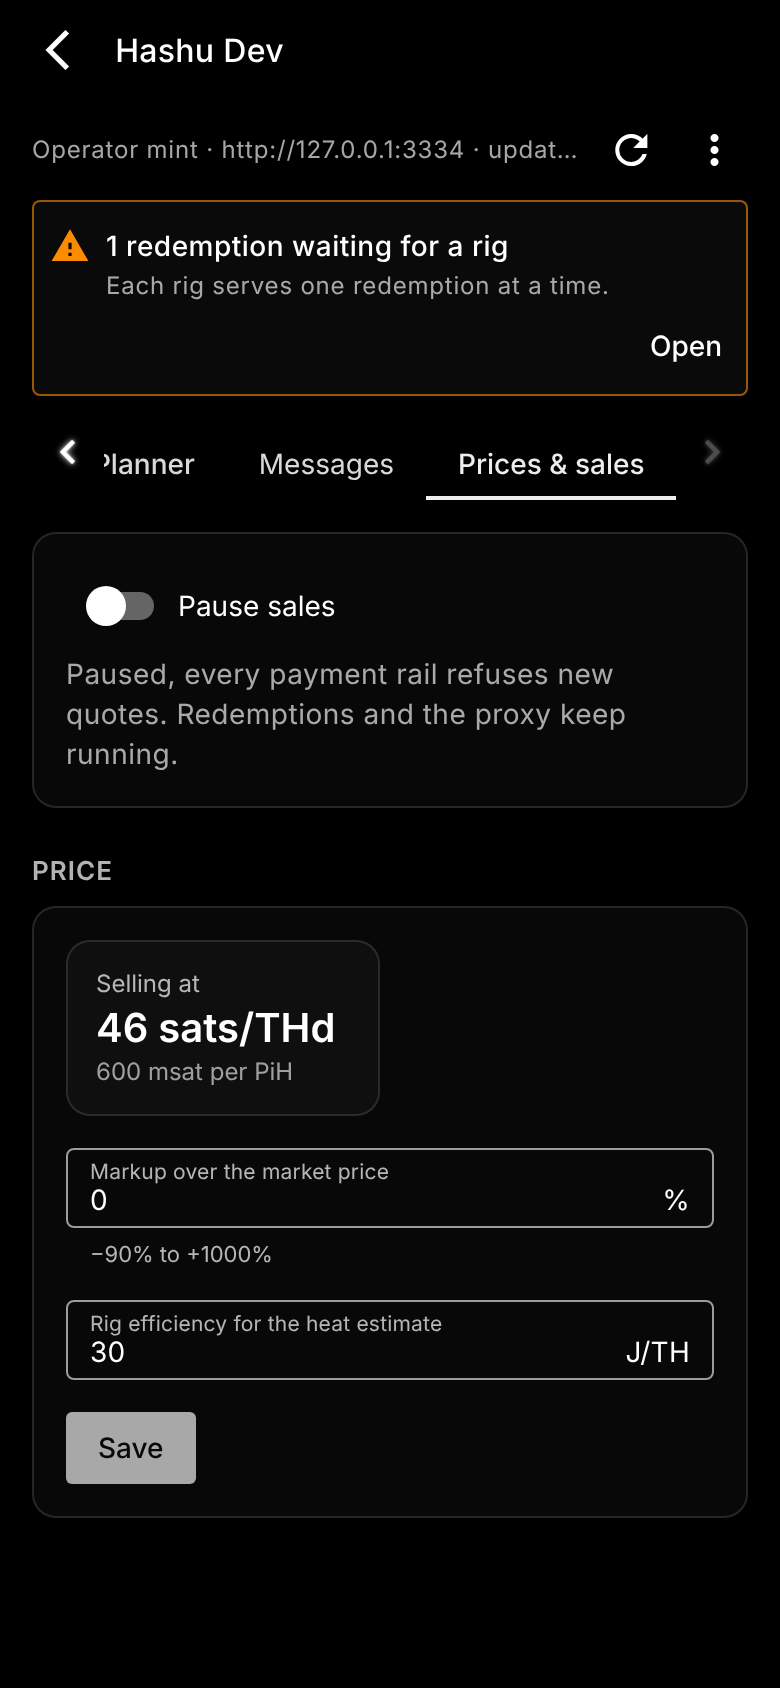 Hashu Dev
Operator mint · http://127.0.0.1:3334 · updat...
1 redemption waiting for a rig
Each rig serves one redemption at a time.
Open
Planner
Messages
Prices & sales
Pause sales
Paused, every payment rail refuses new
quotes. Redemptions and the proxy keep
running.
PRICE
Selling at
46 sats/THd
600 msat per PiH
Markup over the market price
0 %
−90% to +1000%
Rig efficiency for the heat estimate
30 J/TH
Save